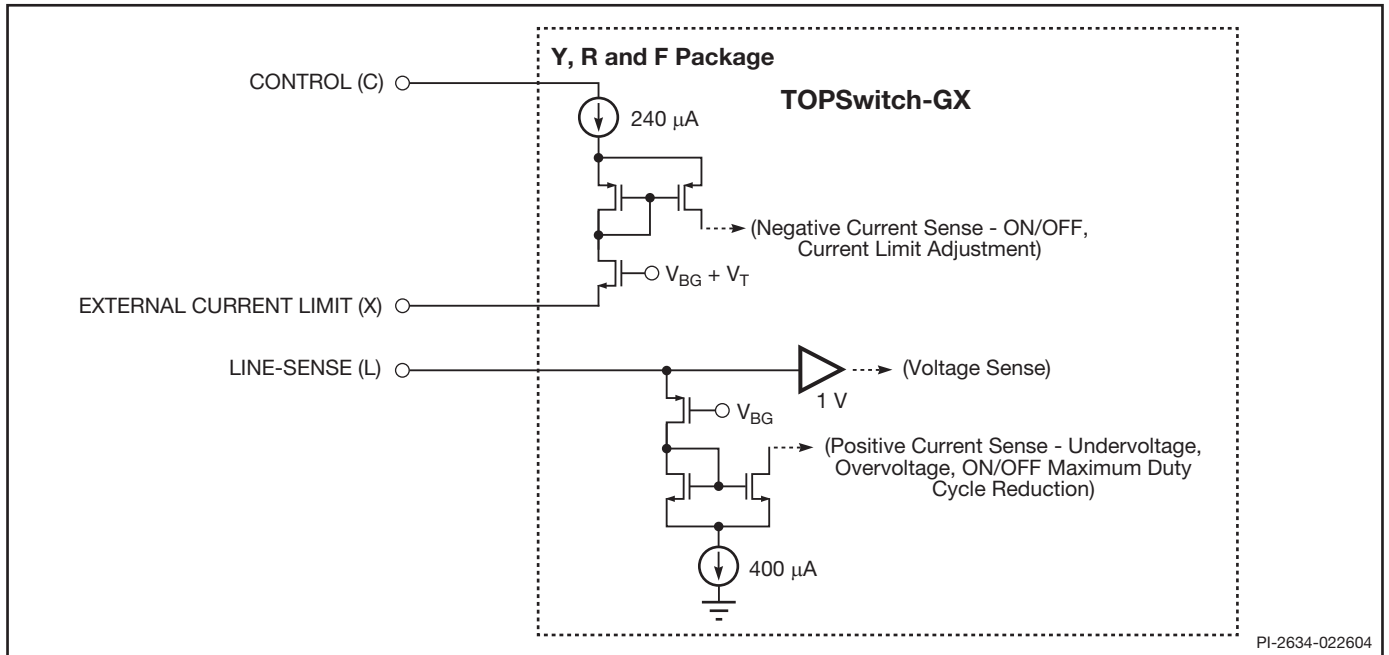 Y, R and F Package
TOPSwitch-GX
CONTROL (C)
240 μA
(Negative Current Sense - ON/OFF,
Current Limit Adjustment)
V_BG + V_T
EXTERNAL CURRENT LIMIT (X)
LINE-SENSE (L)
(Voltage Sense)
1 V
V_BG
(Positive Current Sense - Undervoltage,
Overvoltage, ON/OFF Maximum Duty
Cycle Reduction)
400 μA
PI-2634-022604